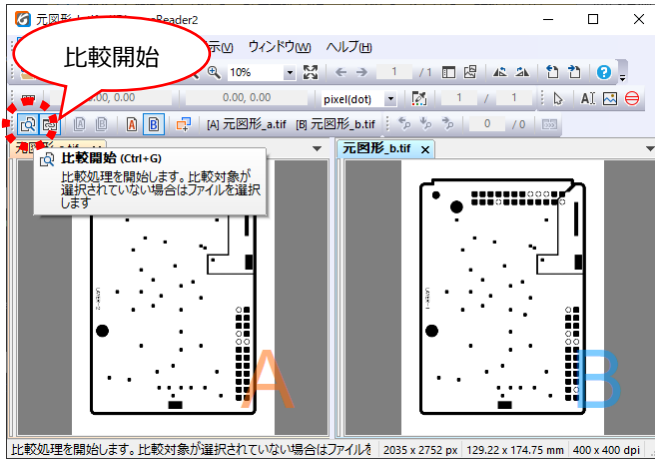 元図形
Reader2
比較開始
示(V) ウィンドウ(W) ヘルプ(H)
10%
1 / 1
0.00, 0.00
pixel(dot)
1 / 1
AI
A B
[A] 元図形_a.tif [B] 元図形_b.tif
0 / 0
元図形_b.tif x
比較開始 (Ctrl+G)
比較処理を開始します。比較対象が
選択されていない場合はファイルを選択
します
A
B
比較処理を開始します。比較対象が選択されていない場合はファイルを
2035 x 2752 px
129.22 x 174.75 mm
400 x 400 dpi